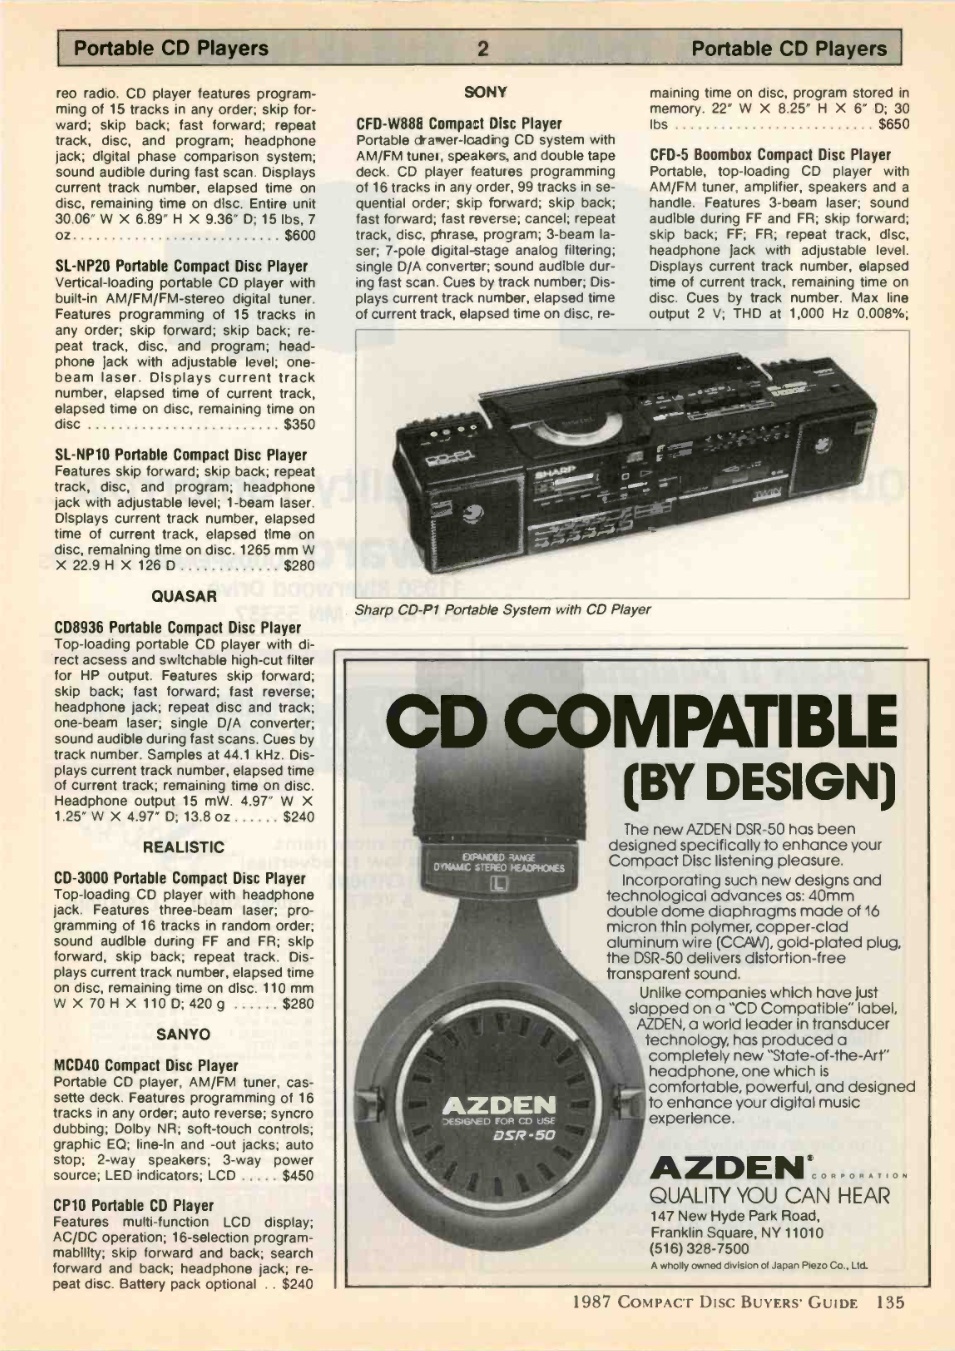 Portable CD Players
2
Portable CD Players
reo radio. CD player features program-
ming of 15 tracks in any order; skip for-
ward; skip back; fast forward; repeat
track, disc, and program; headphone
jack; digital phase comparison system;
sound audible during fast scan. Displays
current track number, elapsed time on
disc, remaining time on disc. Entire unit
30.06" W X 6.89" H X 9.36" D; 15 lbs, 7
oz........................... $600
SL-NP20 Portable Compact Disc Player
Vertical-loading portable CD player with
built-in AM/FM/FM-stereo digital tuner.
Features programming of 15 tracks in
any order; skip forward; skip back; re-
peat track, disc, and program; head-
phone jack with adjustable level; one-
beam laser. Displays current track
number, elapsed time of current track,
elapsed time on disc, remaining time on
disc ......................... $350
SL-NP10 Portable Compact Disc Player
Features skip forward; skip back; repeat
track, disc, and program; headphone
jack with adjustable level; 1-beam laser.
Displays current track number, elapsed
time of current track, elapsed time on
disc, remaining time on disc. 1265 mm W
X 22.9 H X 126 D ............. $280
QUASAR
CD8936 Portable Compact Disc Player
Top-loading portable CD player with di-
rect acsess and switchable high-cut filter
for HP output. Features skip forward;
skip back; fast forward; fast reverse;
headphone jack; repeat disc and track;
one-beam laser; single D/A converter;
sound audible during fast scans. Cues by
track number. Samples at 44.1 kHz. Dis-
plays current track number, elapsed time
of current track; remaining time on disc.
Headphone output 15 mW. 4.97" W X
1.25" W X 4.97" D; 13.8 oz...... $240
REALISTIC
CD-3000 Portable Compact Disc Player
Top-loading CD player with headphone
jack. Features three-beam laser; pro-
gramming of 16 tracks in random order;
sound audible during FF and FR; skip
forward, skip back; repeat track. Dis-
plays current track number, elapsed time
on disc, remaining time on disc. 110 mm
W X 70 H X 110 D; 420 g ...... $280
SANYO
MCD40 Compact Disc Player
Portable CD player, AM/FM tuner, cas-
sette deck. Features programming of 16
tracks in any order; auto reverse; syncro
dubbing; Dolby NR; soft-touch controls;
graphic EQ; line-in and -out jacks; auto
stop; 2-way speakers; 3-way power
source; LED indicators; LCD ..... $450
CP10 Portable CD Player
Features multi-function LCD display;
AC/DC operation; 16-selection program-
mability; skip forward and back; search
forward and back; headphone jack; re-
peat disc. Battery pack optional .. $240
SONY
CFD-W888 Compact Disc Player
Portable drawer-loading CD system with
AM/FM tuner, speakers, and double tape
deck. CD player features programming
of 16 tracks in any order, 99 tracks in se-
quential order; skip forward; skip back;
fast forward; fast reverse; cancel; repeat
track, disc, phrase, program; 3-beam la-
ser; 7-pole digital-stage analog filtering;
single D/A converter; sound audible dur-
ing fast scan. Cues by track number; Dis-
plays current track number, elapsed time
of current track, elapsed time on disc, re-
maining time on disc, program stored in
memory. 22" W X 8.25" H X 6" D; 30
lbs .......................... $650
CFD-5 Boombox Compact Disc Player
Portable, top-loading CD player with
AM/FM tuner, amplifier, speakers and a
handle. Features 3-beam laser; sound
audible during FF and FR; skip forward;
skip back; FF; FR; repeat track, disc,
headphone jack with adjustable level.
Displays current track number, elapsed
time of current track, remaining time on
disc. Cues by track number. Max line
output 2 V; THD at 1,000 Hz 0.008%;
CD-P1
SHARP
Sharp CD-P1 Portable System with CD Player
CD COMPATIBLE
(BY DESIGN)
EXPANDED RANGE
DYNAMIC STEREO HEADPHONES
L
AZDEN
DESIGNED FOR CD USE
DSR-50
The new AZDEN DSR-50 has been
designed specifically to enhance your
Compact Disc listening pleasure.
Incorporating such new designs and
technological advances as: 40mm
double dome diaphragms made of 16
micron thin polymer, copper-clad
aluminum wire (CCAW), gold-plated plug,
the DSR-50 delivers distortion-free
transparent sound.
Unlike companies which have just
slapped on a "CD Compatible" label,
AZDEN, a world leader in transducer
technology, has produced a
completely new "State-of-the-Art"
headphone, one which is
comfortable, powerful, and designed
to enhance your digital music
experience.
AZDEN® CORPORATION
QUALITY YOU CAN HEAR
147 New Hyde Park Road,
Franklin Square, NY 11010
(516) 328-7500
A wholly owned division of Japan Piezo Co., Ltd.
1987 COMPACT DISC BUYERS' GUIDE 135